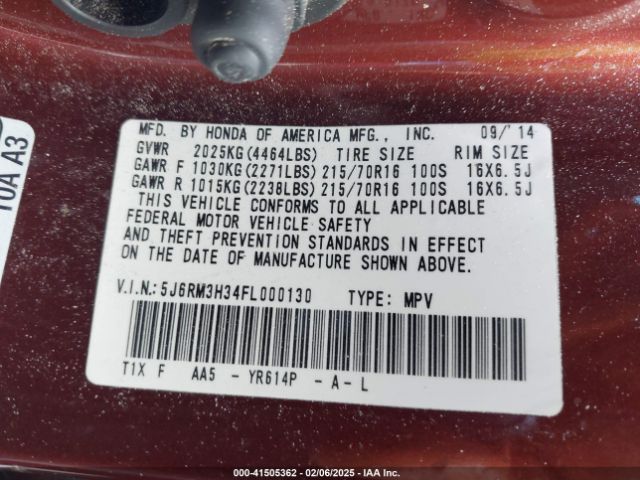 MFD. BY HONDA OF AMERICA MFG., INC. 09/'14
GVWR 2025KG(4464LBS) TIRE SIZE RIM SIZE
GAWR F 1030KG(2271LBS) 215/70R16 100S 16X6.5J
GAWR R 1015KG(2238LBS) 215/70R16 100S 16X6.5J
THIS VEHICLE CONFORMS TO ALL APPLICABLE
FEDERAL MOTOR VEHICLE SAFETY
AND THEFT PREVENTION STANDARDS IN EFFECT
ON THE DATE OF MANUFACTURE SHOWN ABOVE.
V.I.N.:5J6RM3H34FL000130 TYPE: MPV
T1X F AA5 - YR614P - A - L
10A A3
000-41505362 - 02/06/2025 - IAA Inc.